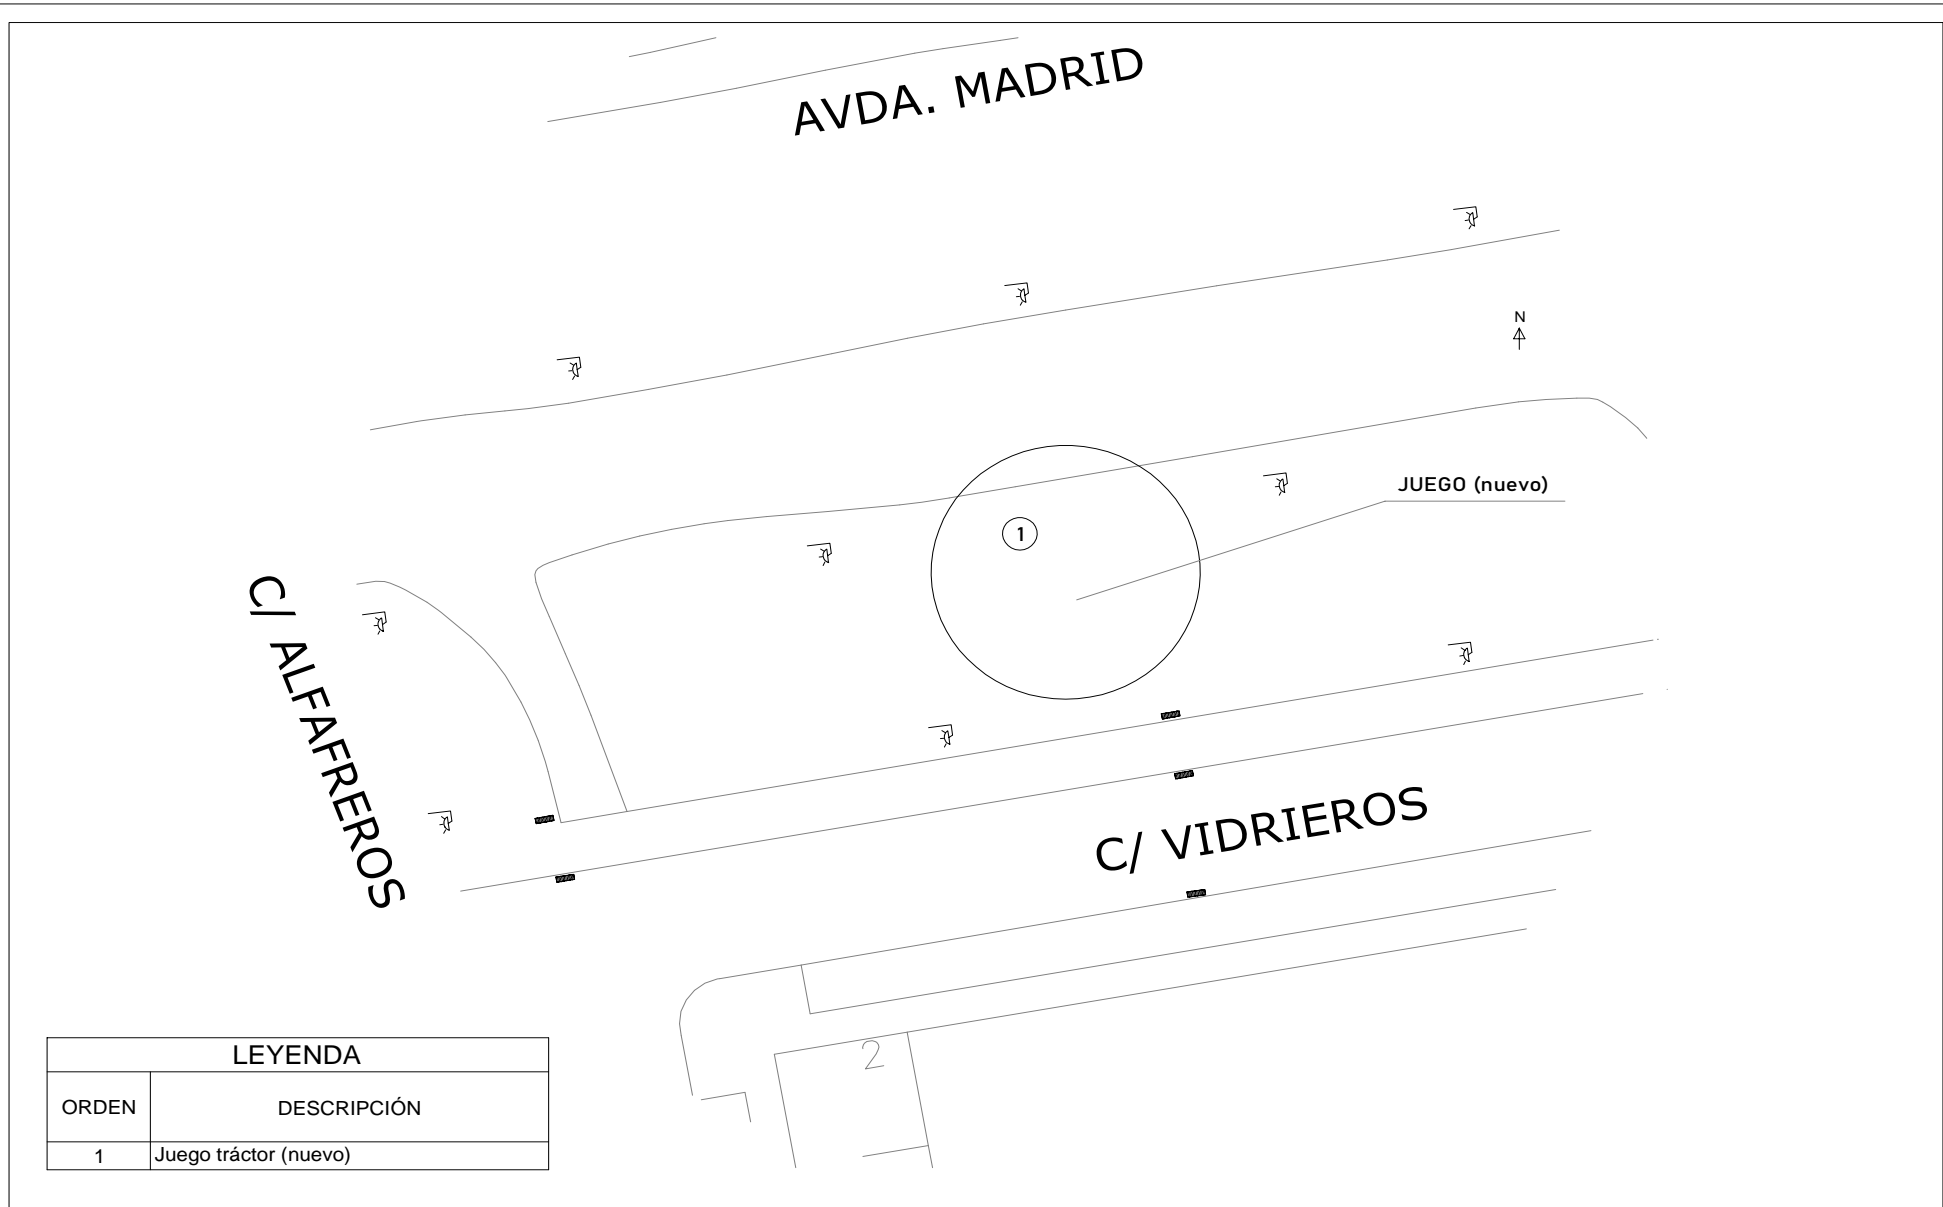 AVDA. MADRID
N
JUEGO (nuevo)
1
C/ ALFAFREROS
C/ VIDRIEROS
2
LEYENDA
ORDEN DESCRIPCIÓN
1 Juego tráctor (nuevo)